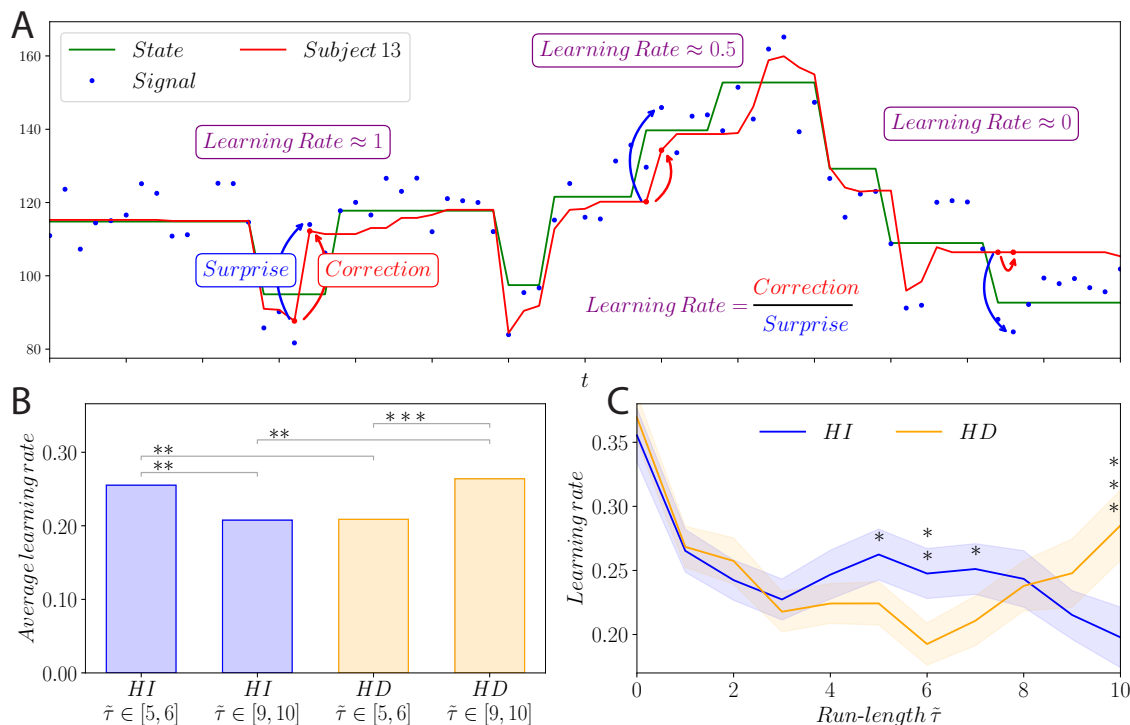 A
State
Subject 13
Signal
160
140
120
100
80
Learning Rate ≈ 1
Learning Rate ≈ 0.5
Learning Rate ≈ 0
Surprise
Correction
Learning Rate = Correction / Surprise
t
B
Average learning rate
0.30
0.20
0.10
0.00
**
**
**
***
HI
τ̃ ∈ [5, 6]
HI
τ̃ ∈ [9, 10]
HD
τ̃ ∈ [5, 6]
HD
τ̃ ∈ [9, 10]
C
HI
HD
Learning rate
0.35
0.30
0.25
0.20
*
**
*
***
0 2 4 6 8 10
Run-length τ̃